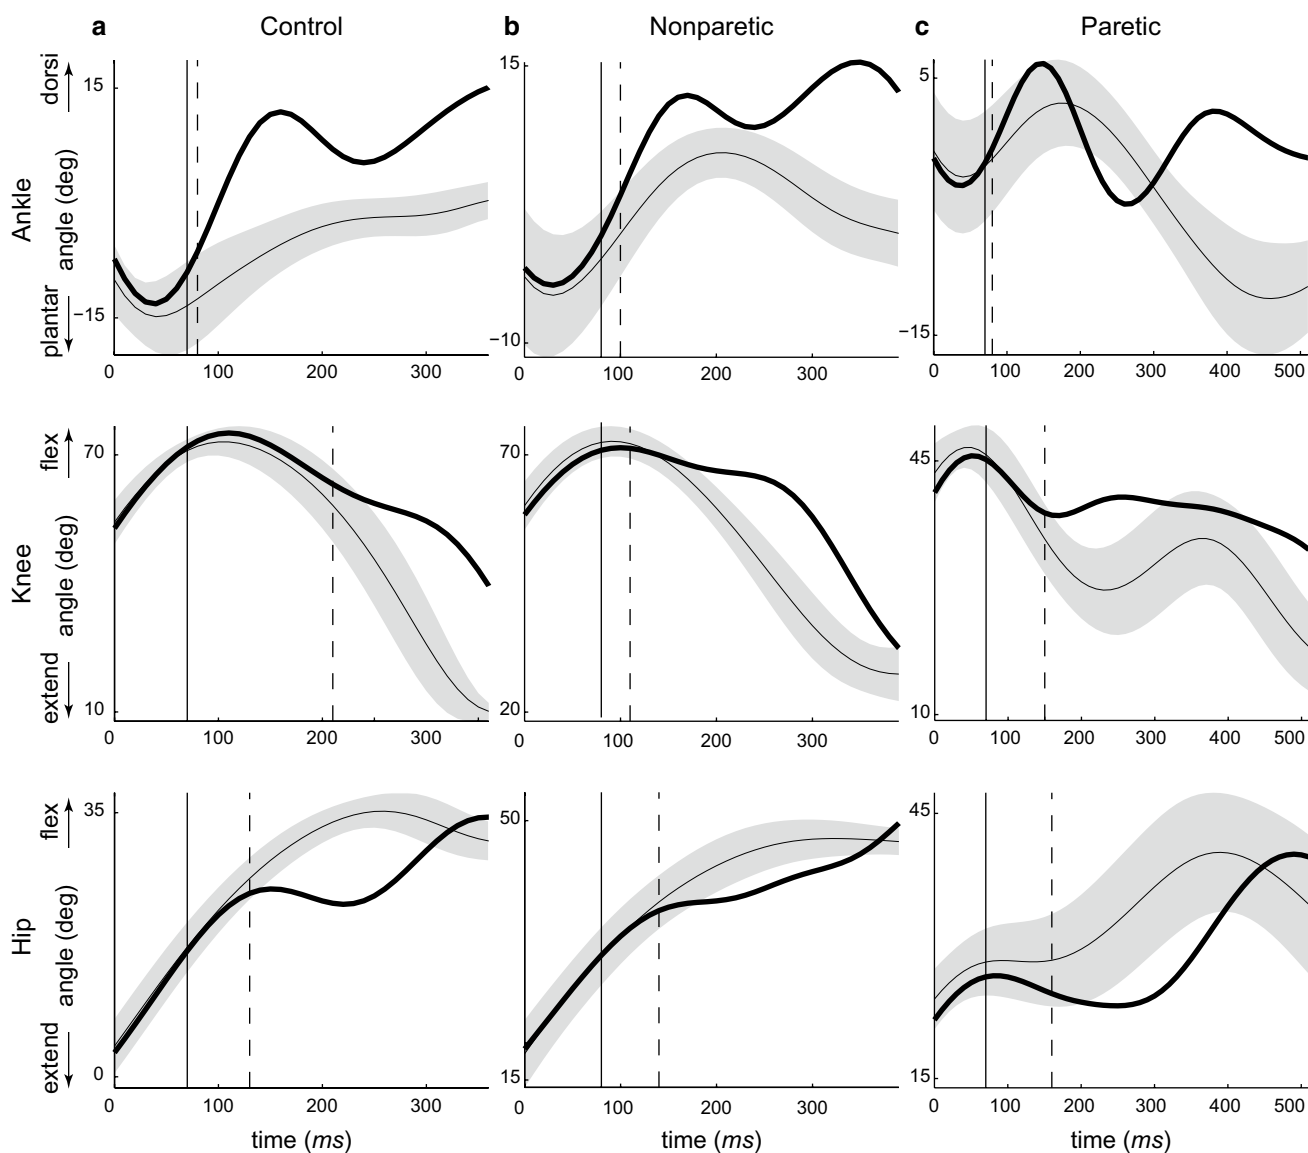 a Control
b Nonparetic
c Paretic
Ankle
angle (deg)
dorsi
plantar
15
−15
0 100 200 300
15
−10
0 100 200 300
5
−15
0 100 200 300 400 500
Knee
angle (deg)
flex
extend
70
10
0 100 200 300
70
20
0 100 200 300
45
10
0 100 200 300 400 500
Hip
angle (deg)
flex
extend
35
0
0 100 200 300
time (ms)
50
15
0 100 200 300
time (ms)
45
15
0 100 200 300 400 500
time (ms)